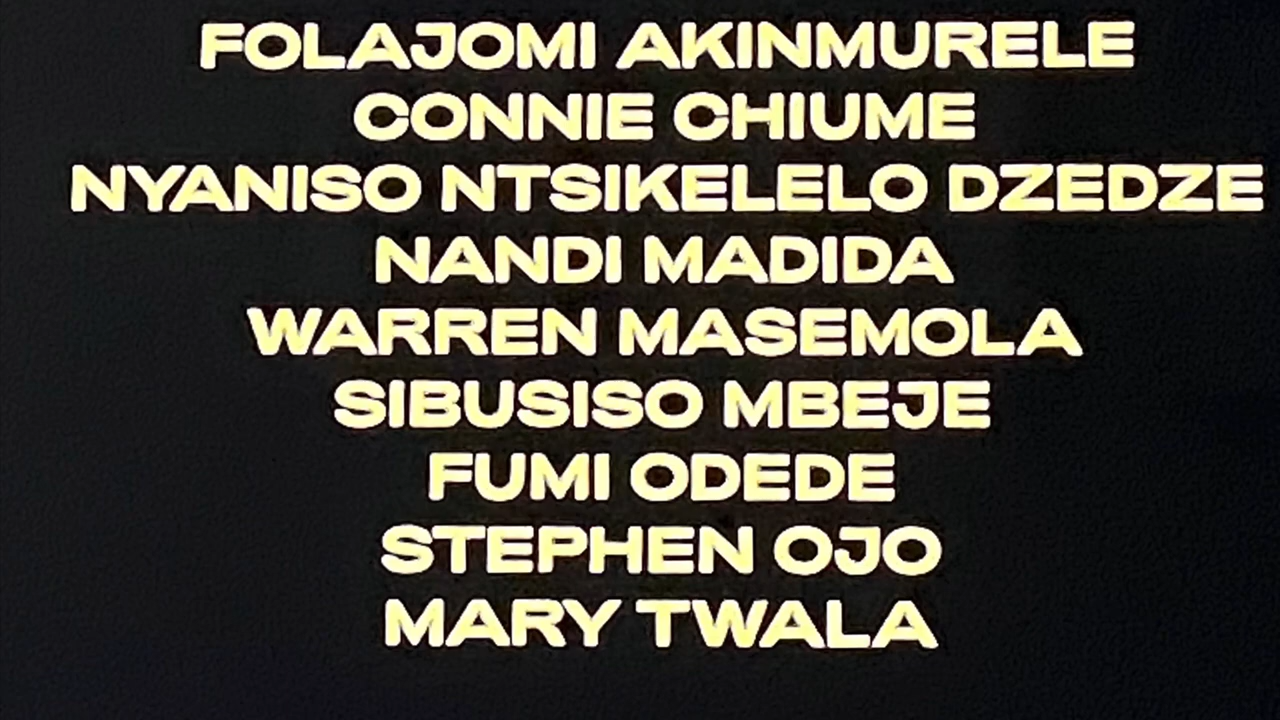 FOLAJOMI AKINMURELE
CONNIE CHIUME
NYANISO NTSIKELELO DZEDZE
NANDI MADIDA
WARREN MASEMOLA
SIBUSISO MBEJE
FUMI ODEDE
STEPHEN OJO
MARY TWALA